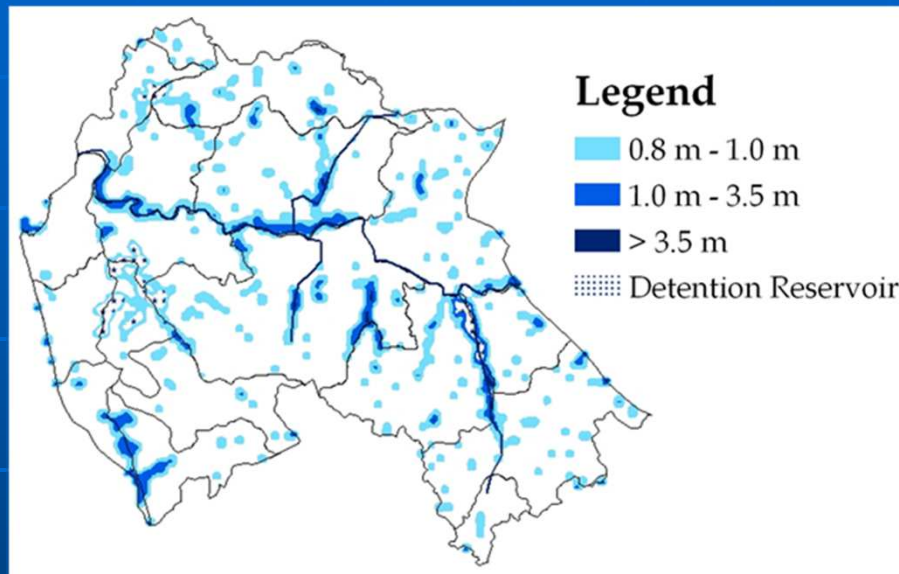 Legend
0.8 m - 1.0 m
1.0 m - 3.5 m
> 3.5 m
Detention Reservoir